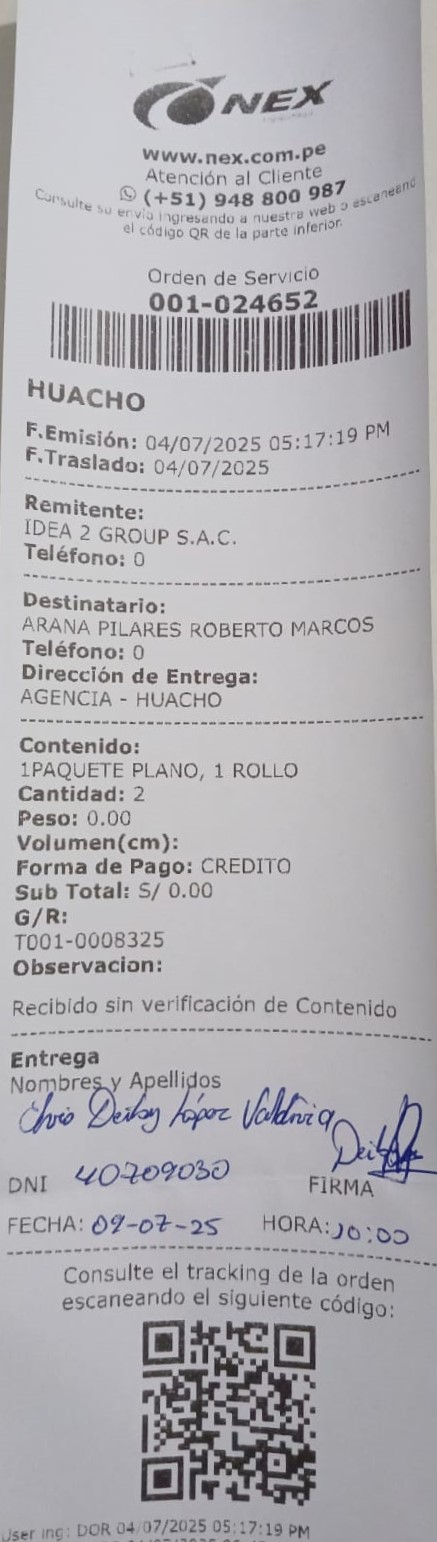 NEX
www.nex.com.pe
Atención al Cliente
(+51) 948 800 987
Consulte su envío ingresando a nuestra web o escaneand
el código QR de la parte inferior.
Orden de Servicio
001-024652
HUACHO
F.Emisión: 04/07/2025 05:17:19 PM
F.Traslado: 04/07/2025
Remitente:
IDEA 2 GROUP S.A.C.
Teléfono: 0
Destinatario:
ARANA PILARES ROBERTO MARCOS
Teléfono: 0
Dirección de Entrega:
AGENCIA - HUACHO
Contenido:
1PAQUETE PLANO, 1 ROLLO
Cantidad: 2
Peso: 0.00
Volumen(cm):
Forma de Pago: CREDITO
Sub Total: S/ 0.00
G/R:
T001-0008325
Observacion:
Recibido sin verificación de Contenido
Entrega
Nombres y Apellidos
Deiby López Valdivia
DNI 40709030 FIRMA
FECHA: 09-07-25 HORA: 10:00
Consulte el tracking de la orden
escaneando el siguiente código:
User ing: DOR 04/07/2025 05:17:19 PM